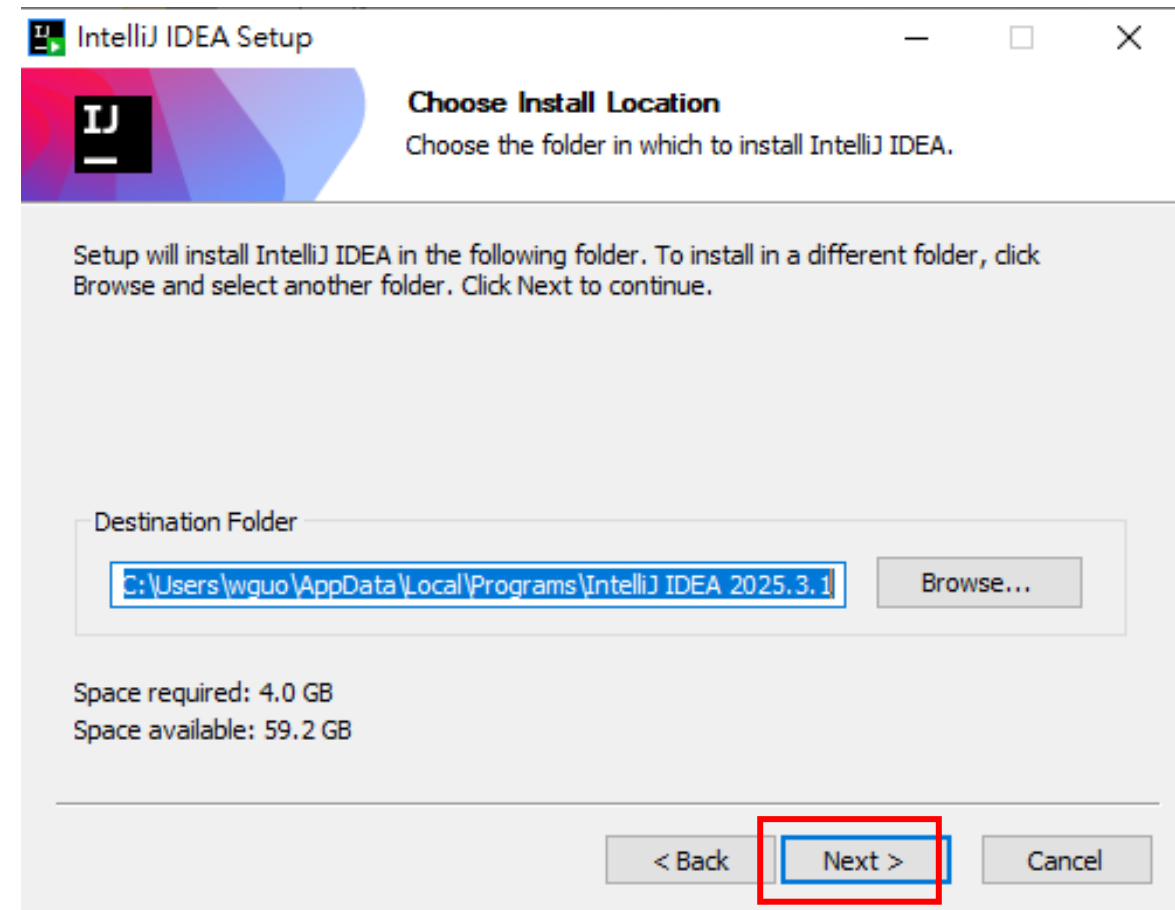 IntelliJ IDEA Setup
IJ
Choose Install Location
Choose the folder in which to install IntelliJ IDEA.
Setup will install IntelliJ IDEA in the following folder. To install in a different folder, click
Browse and select another folder. Click Next to continue.
Destination Folder
C:\Users\wguo\AppData\Local\Programs\IntelliJ IDEA 2025.3.1
Browse...
Space required: 4.0 GB
Space available: 59.2 GB
< Back Next > Cancel